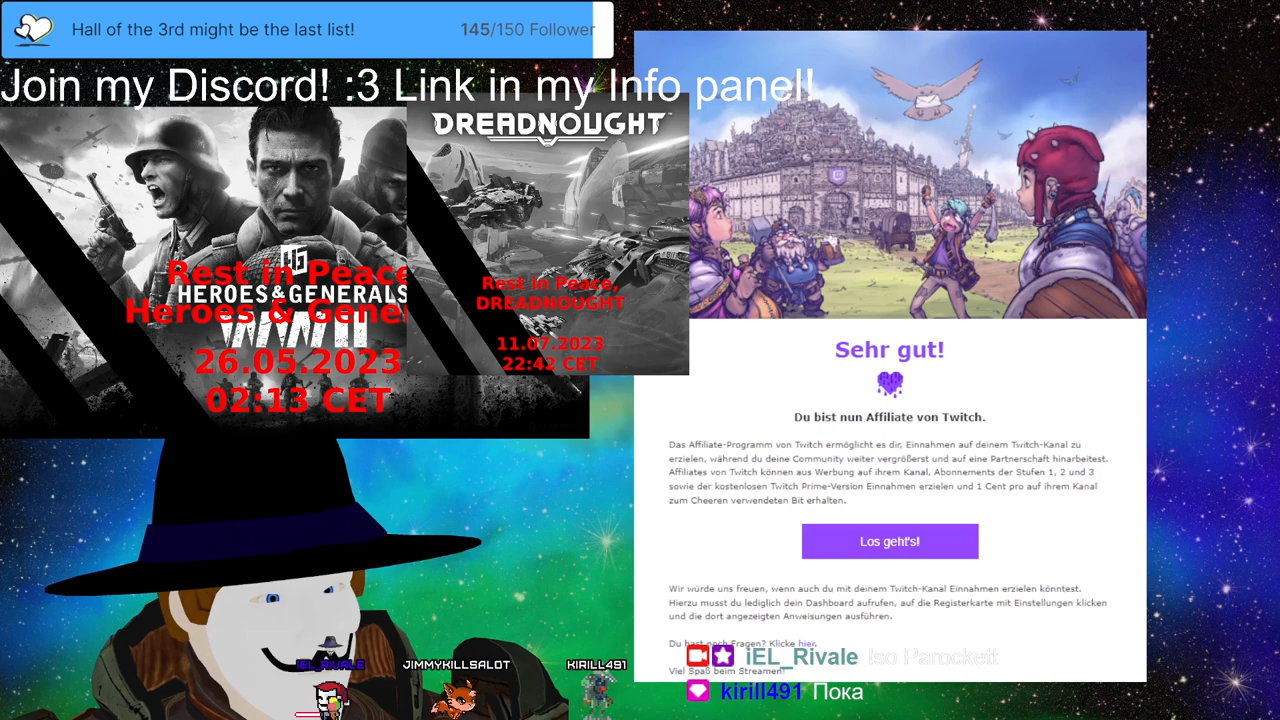 Hall of the 3rd might be the last list!
145/150 Follower
Join my Discord! :3 Link in my Info panel!
DREADNOUGHT
Rest in Peace,
DREADNOUGHT
11.07.2023
22:42 CET
HEROES & GENERALS
WWII
Rest in Peace
Heroes & Gener
26.05.2023
02:13 CET
Sehr gut!
Du bist nun Affiliate von Twitch.
Das Affiliate-Programm von Twitch ermöglicht es dir, Einnahmen auf deinem Twitch-Kanal zu
erzielen, während du deine Community weiter vergrößerst und auf eine Partnerschaft hinarbeitest.
Affiliates von Twitch können aus Werbung auf ihrem Kanal, Abonnements der Stufen 1, 2 und 3
sowie der kostenlosen Twitch Prime-Version Einnahmen erzielen und 1 Cent pro auf ihrem Kanal
zum Cheeren verwendeten Bit erhalten.
Los geht's!
Wir würde uns freuen, wenn auch du mit deinem Twitch-Kanal Einnahmen erzielen könntest.
Hierzu musst du lediglich dein Dashboard aufrufen, auf die Registerkarte mit Einstellungen klicken
und die dort angezeigten Anweisungen ausführen.
Du hast noch Fragen? Klicke hier.
Viel Spaß beim Streamen!
iEL_Rivale !so Parockett
kirill491 Пока
IEL_RIVALE
JIMMYKILLSALOT
KIRILL491